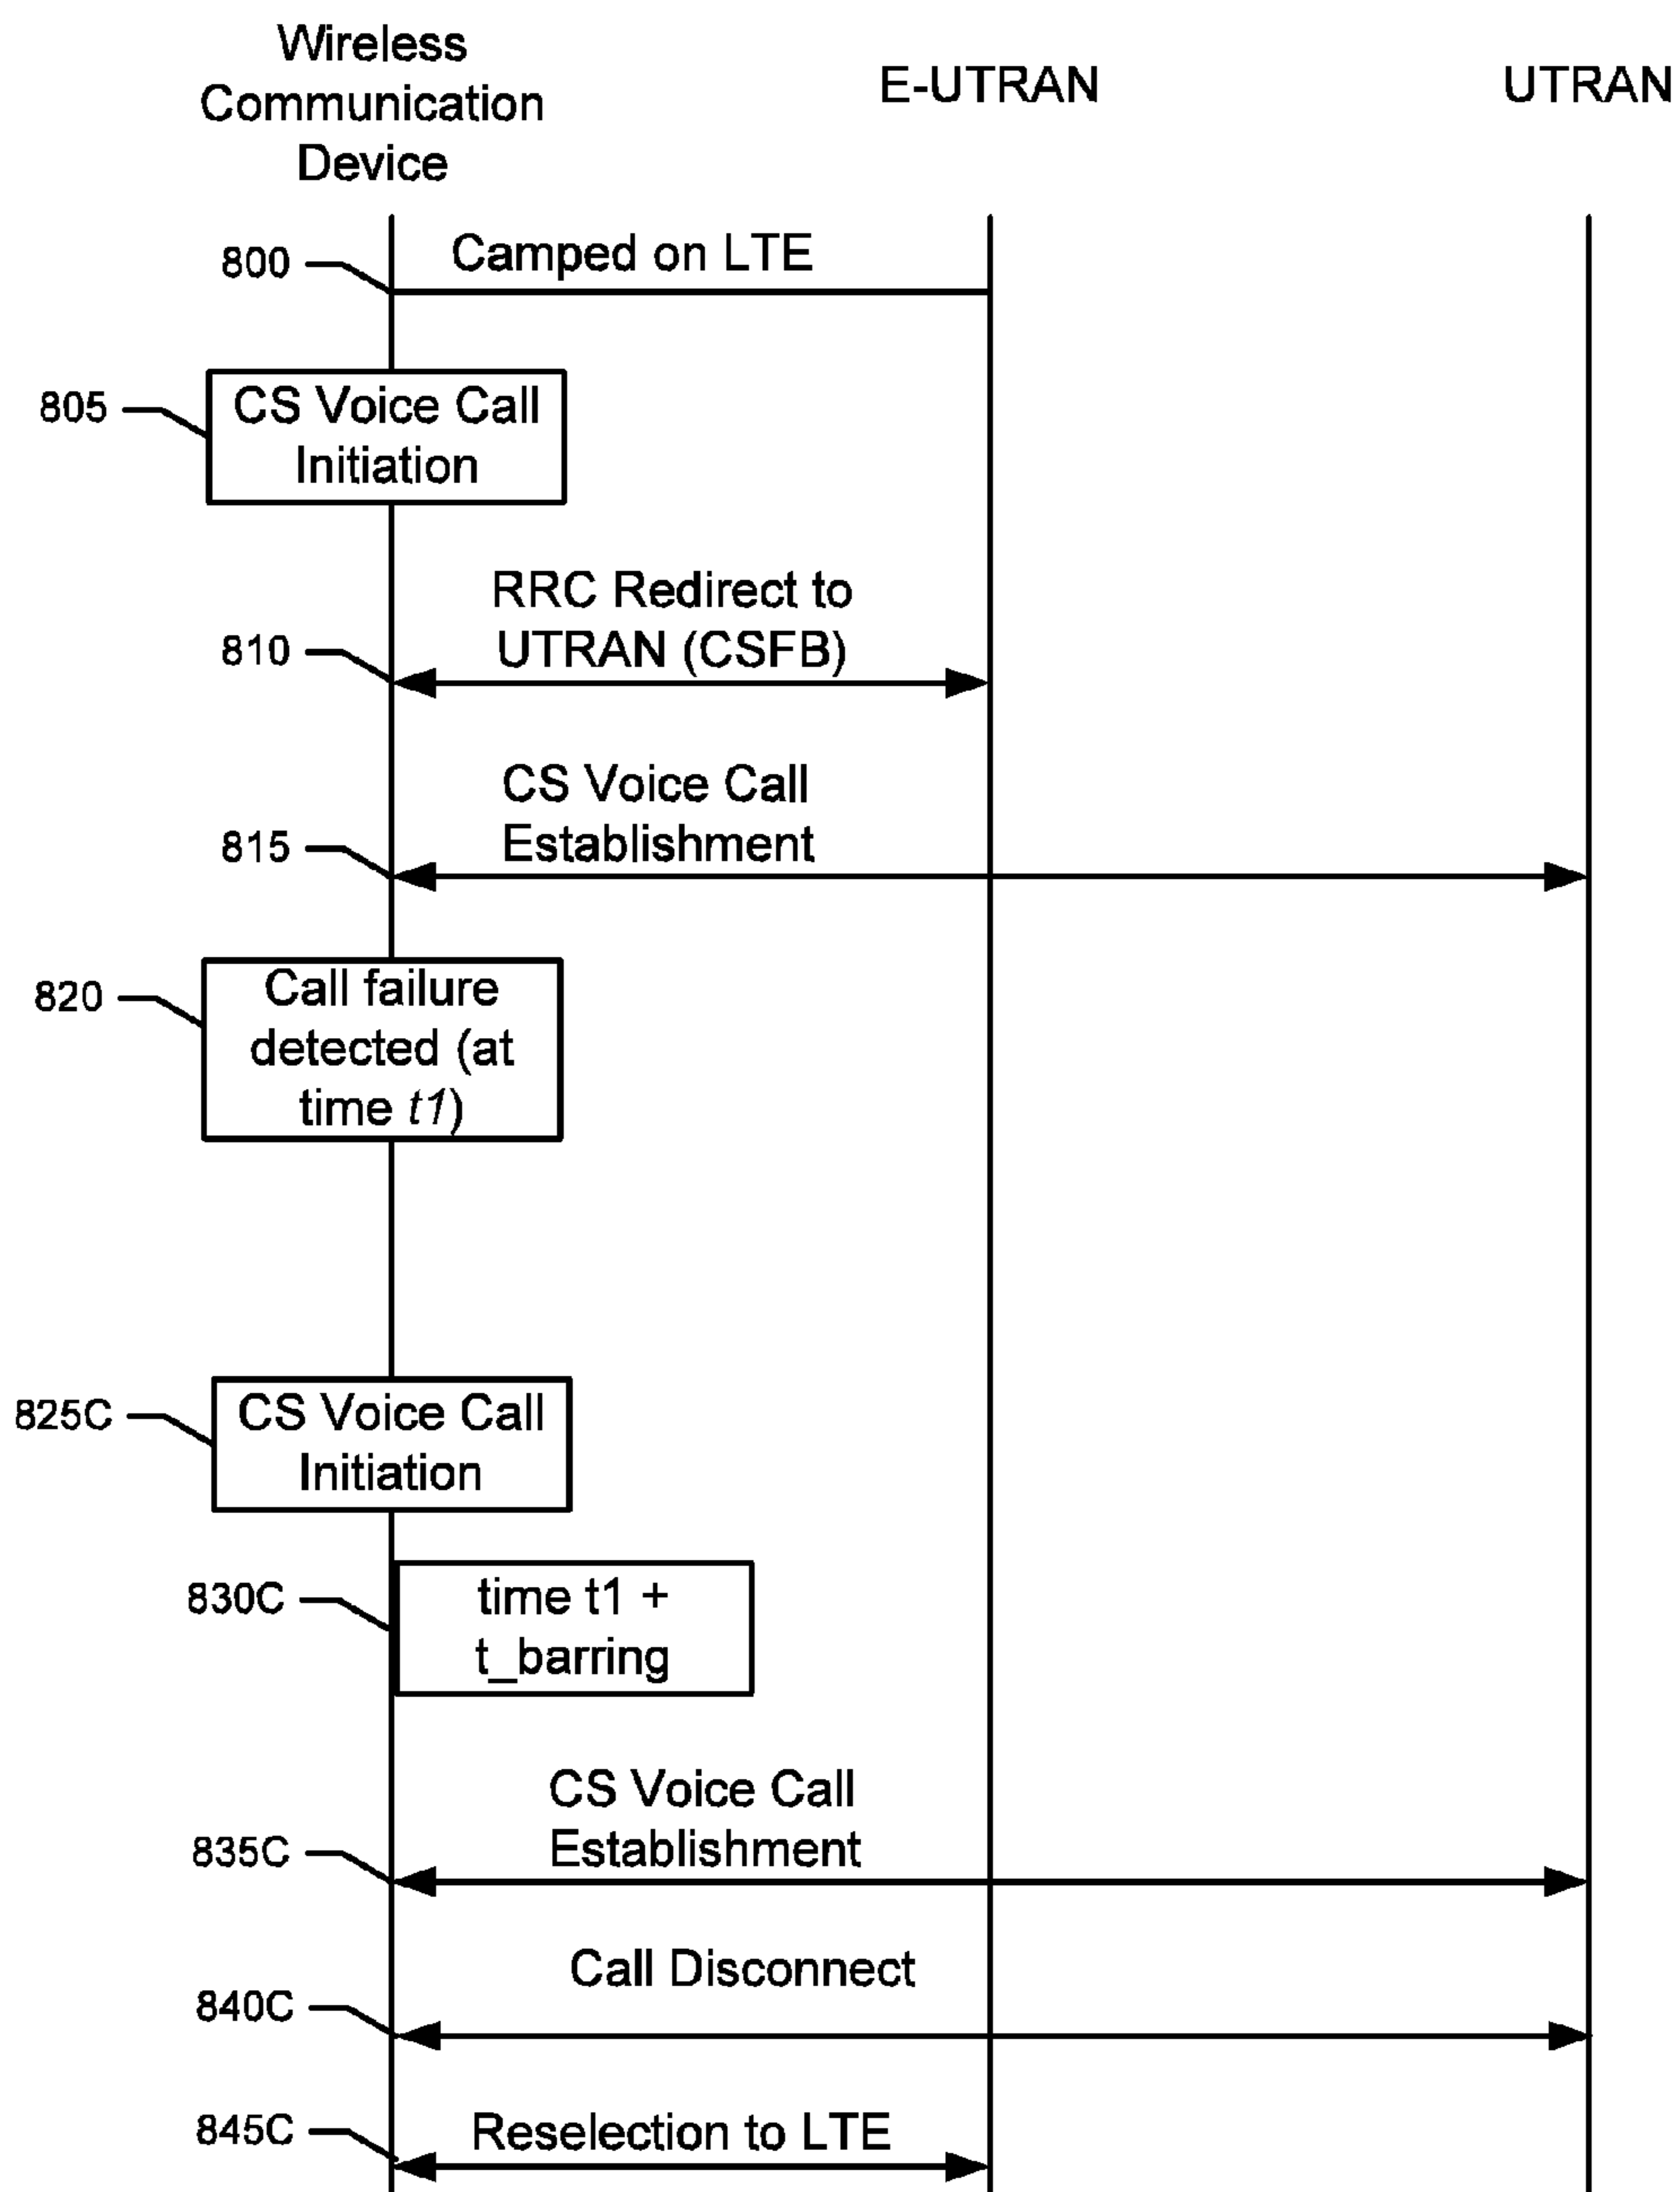 Wireless
Communication
Device
E-UTRAN
UTRAN
800
Camped on LTE
805
CS Voice Call
Initiation
RRC Redirect to
UTRAN (CSFB)
810
CS Voice Call
Establishment
815
820
Call failure
detected (at
time t1)
825C
CS Voice Call
Initiation
830C
time t1 +
t_barring
CS Voice Call
Establishment
835C
Call Disconnect
840C
845C
Reselection to LTE